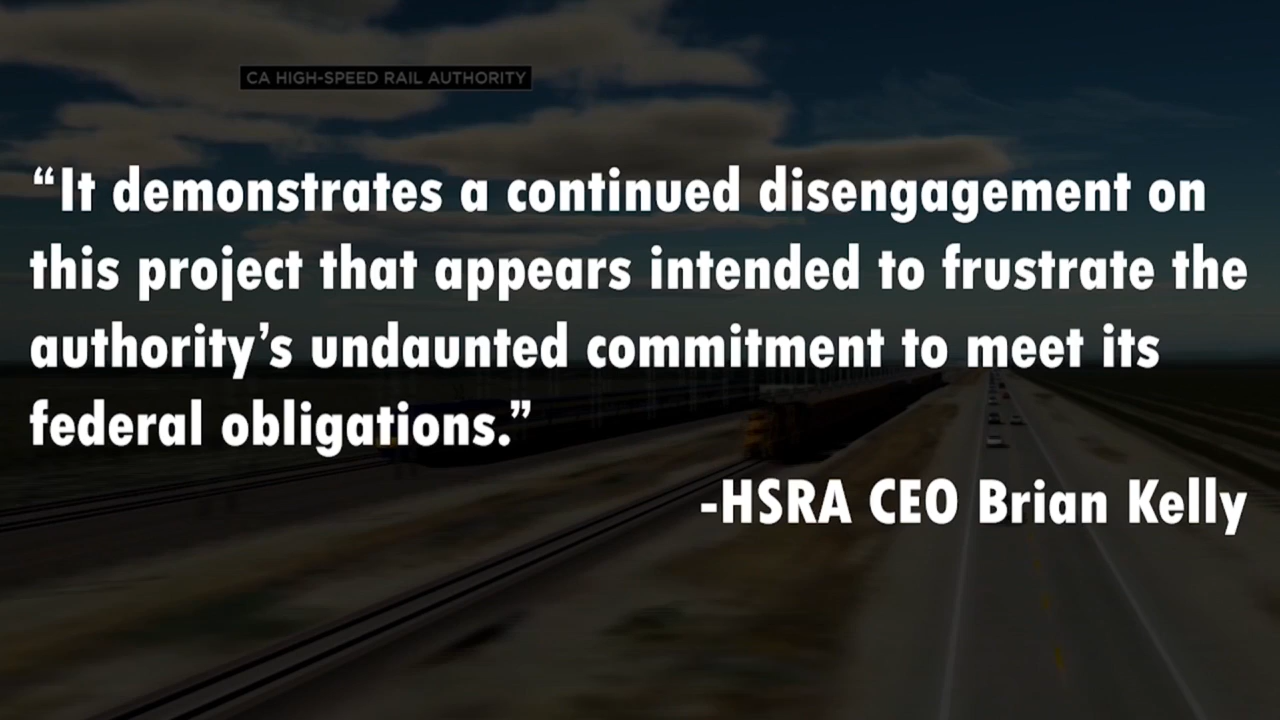 CA HIGH-SPEED RAIL AUTHORITY
“It demonstrates a continued disengagement on
this project that appears intended to frustrate the
authority’s undaunted commitment to meet its
federal obligations.”
-HSRA CEO Brian Kelly